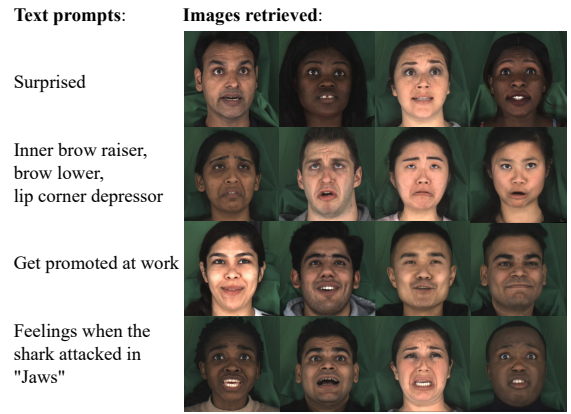 Text prompts:
Images retrieved:
Surprised
Inner brow raiser,
brow lower,
lip corner depressor
Get promoted at work
Feelings when the
shark attacked in
"Jaws"